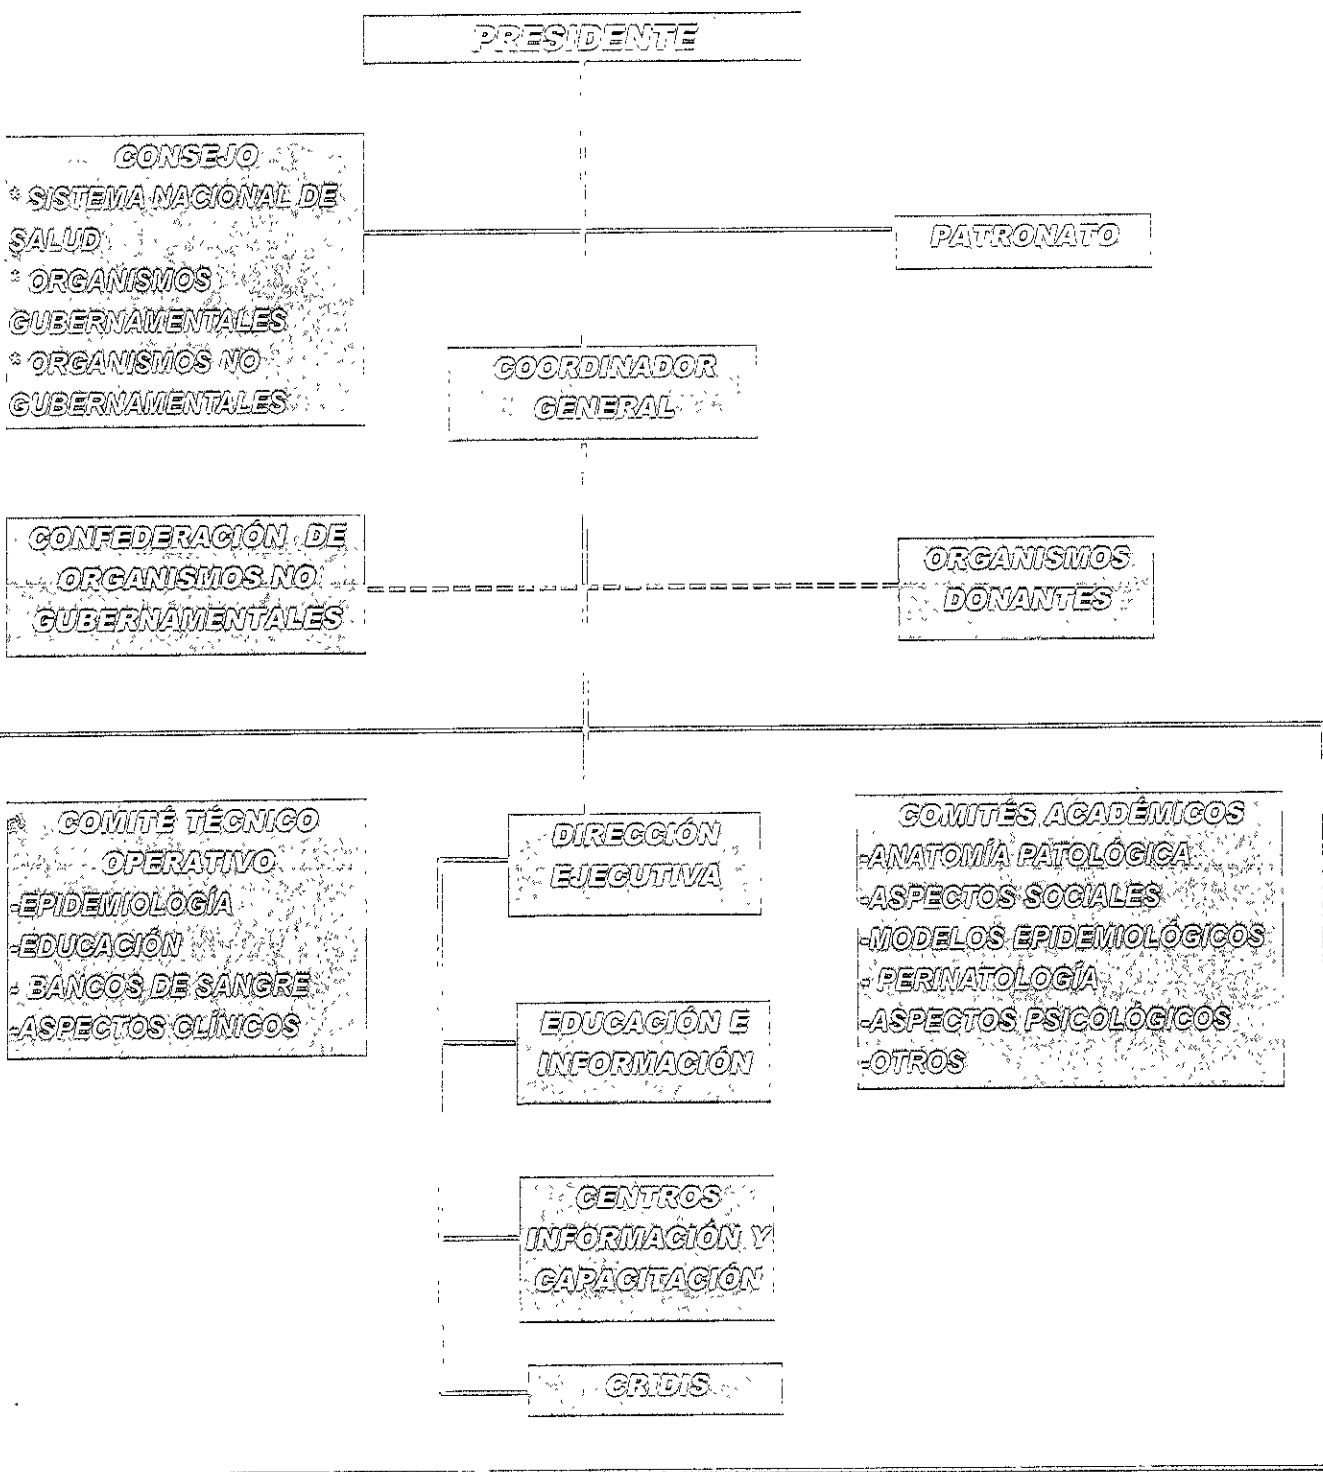 PRESIDENTE
CONSEJO
* SISTEMA NACIONAL DE
SALUD
* ORGANISMOS
GUBERNAMENTALES
* ORGANISMOS NO
GUBERNAMENTALES
PATRONATO
COORDINADOR
GENERAL
CONFEDERACIÓN DE
ORGANISMOS NO
GUBERNAMENTALES
ORGANISMOS
DONANTES
COMITÉ TÉCNICO
OPERATIVO
-EPIDEMIOLOGÍA
-EDUCACIÓN
- BANCOS DE SANGRE
-ASPECTOS CLÍNICOS
DIRECCIÓN
EJECUTIVA
COMITÉS ACADÉMICOS
-ANATOMÍA PATOLÓGICA
-ASPECTOS SOCIALES
-MODELOS EPIDEMIOLÓGICOS
- PERINATOLOGÍA
-ASPECTOS PSICOLÓGICOS
-OTROS
EDUCACIÓN E
INFORMACIÓN
CENTROS
INFORMACIÓN Y
CAPACITACIÓN
CRIDIS